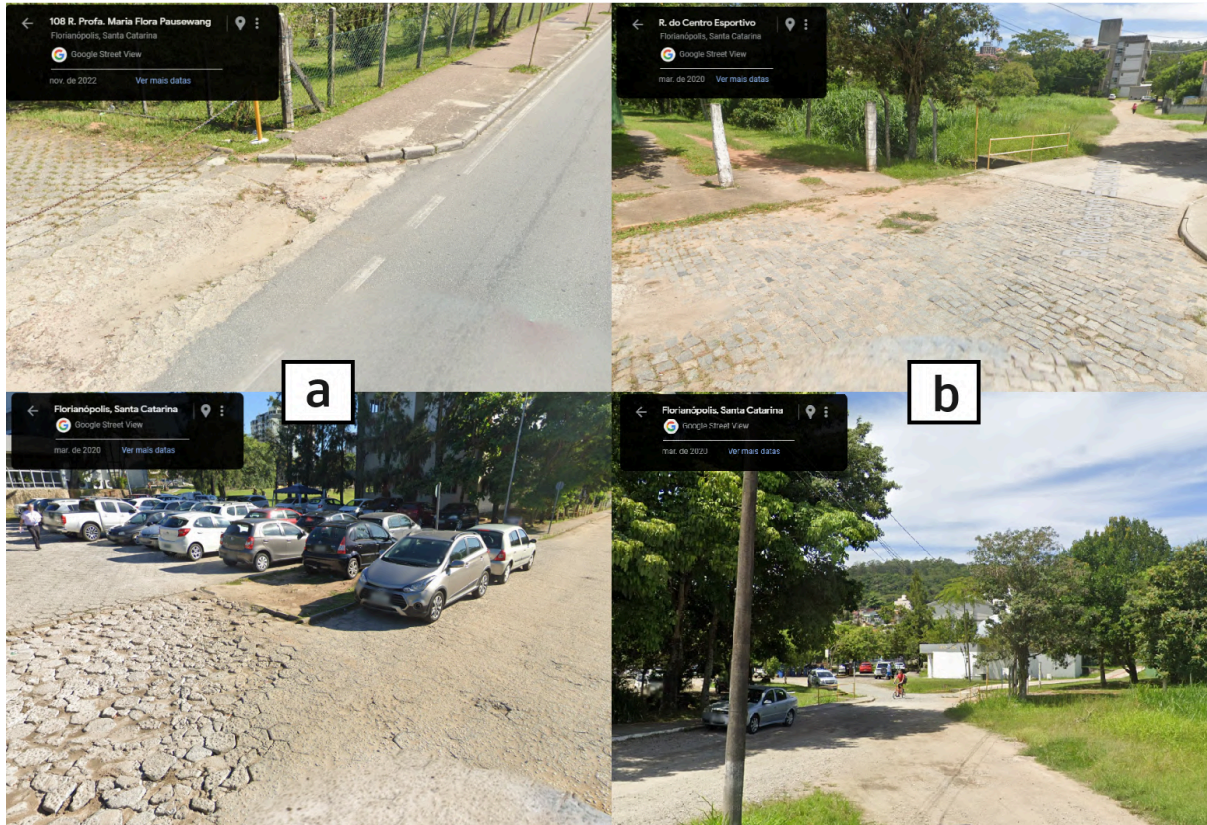 108 R. Profa. Maria Flora Pausewang
Florianópolis, Santa Catarina
Google Street View
nov. de 2022 Ver mais datas
R. do Centro Esportivo
Florianópolis, Santa Catarina
Google Street View
mar. de 2020 Ver mais datas
a
b
Florianópolis, Santa Catarina
Google Street View
mar. de 2020 Ver mais datas
Florianópolis, Santa Catarina
Google Street View
mar. de 2020 Ver mais datas